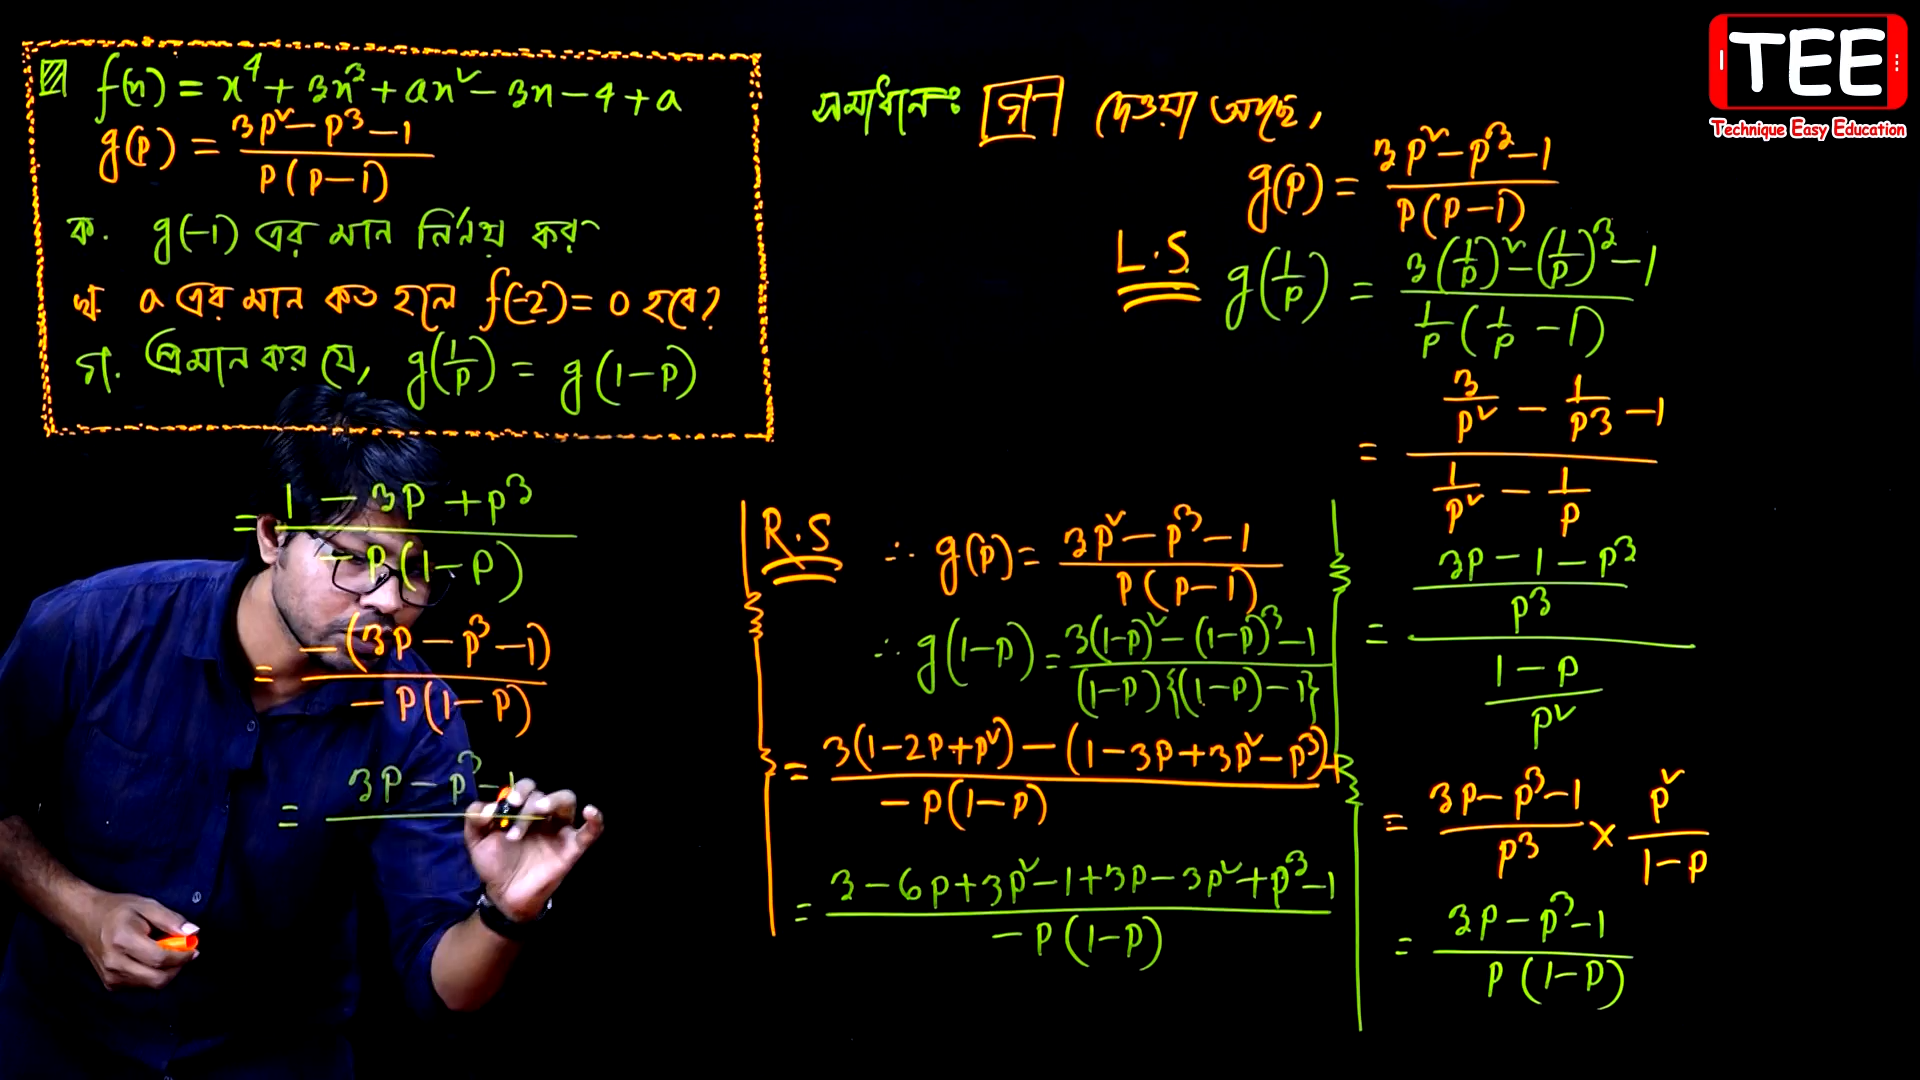 f(x) = x⁴ + 3x³ + ax² − 3x − 4 + a
g(p) = (3p² − p³ − 1) / (p(p−1))
ক. g(−1) এর মান নির্ণয় কর
খ. a এর মান কত হলে f(−2) = 0 হবে?
গ. প্রমান কর যে, g(1/p) = g(1−p)
= (1 − 3p + p³) / (−p(1−p))
= −(3p − p³ − 1) / (−p(1−p))
= 3p − p³ − 1
সমাধানঃ গ দেওয়া আছে,
g(p) = (3p² − p³ − 1) / (p(p−1))
L.S g(1/p) = (3(1/p)² − (1/p)³ − 1) / (1/p (1/p − 1))
= (3/p² − 1/p³ − 1) / (1/p² − 1/p)
= ((3p − 1 − p³) / p³) / ((1−p) / p²)
= (3p − p³ − 1) / p³ × p² / (1−p)
= (3p − p³ − 1) / (p(1−p))
R.S ∴ g(p) = (3p² − p³ − 1) / (p(p−1))
∴ g(1−p) = (3(1−p)² − (1−p)³ − 1) / ((1−p){(1−p)−1})
= (3(1−2p+p²) − (1−3p+3p²−p³) −1) / (−p(1−p))
= (3 − 6p + 3p² − 1 + 3p − 3p² + p³ − 1) / (−p(1−p))
TEE
Technique Easy Education